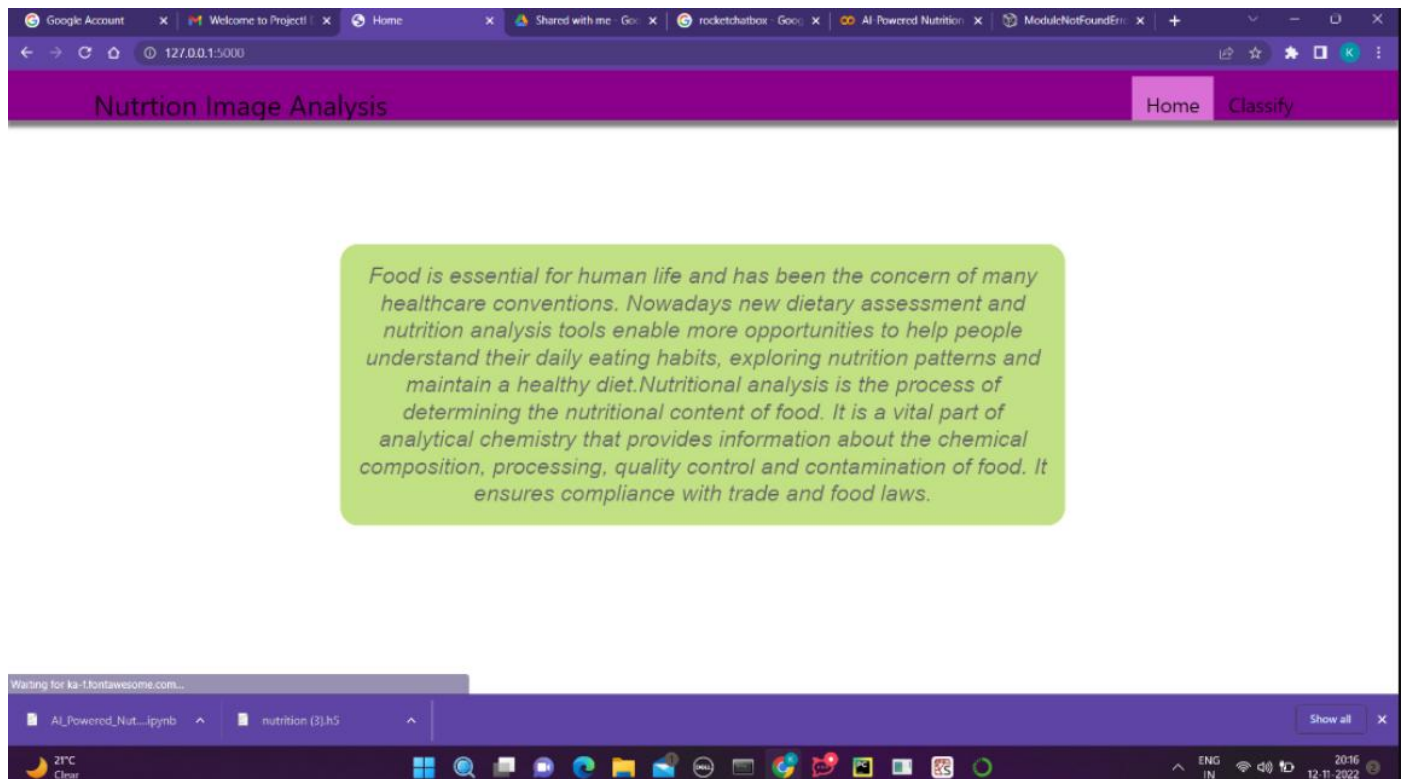 Google Account
Welcome to Project! I
Home
Shared with me - Goo
rocketchatbox - Goog
AI-Powered Nutrition
ModuleNotFoundErr
127.0.0.1:5000
K
Nutrtion Image Analysis
Home
Classify
Food is essential for human life and has been the concern of many
healthcare conventions. Nowadays new dietary assessment and
nutrition analysis tools enable more opportunities to help people
understand their daily eating habits, exploring nutrition patterns and
maintain a healthy diet.Nutritional analysis is the process of
determining the nutritional content of food. It is a vital part of
analytical chemistry that provides information about the chemical
composition, processing, quality control and contamination of food. It
ensures compliance with trade and food laws.
Waiting for ka-f.fontawesome.com...
AI_Powered_Nut....ipynb
nutrition (3).h5
Show all
21°C
Clear
DELL
PC
ENG
IN
20:16
12-11-2022